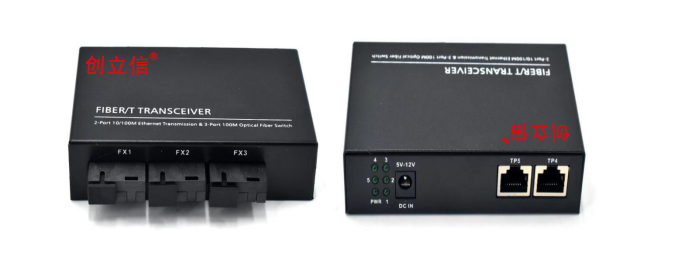 创立信®
FIBER/T TRANSCEIVER
2-Port 10/100M Ethernet Transmission & 3-Port 100M Optical Fiber Switch
FX1 FX2 FX3
2-Port 10/100M Ethernet Transmission & 3-Port 100M Optical Fiber Switch
FIBER/T TRANSCEIVER
创立信®
4 3 5V-12V TP5 TP4
5 2
PWR 1 DC IN